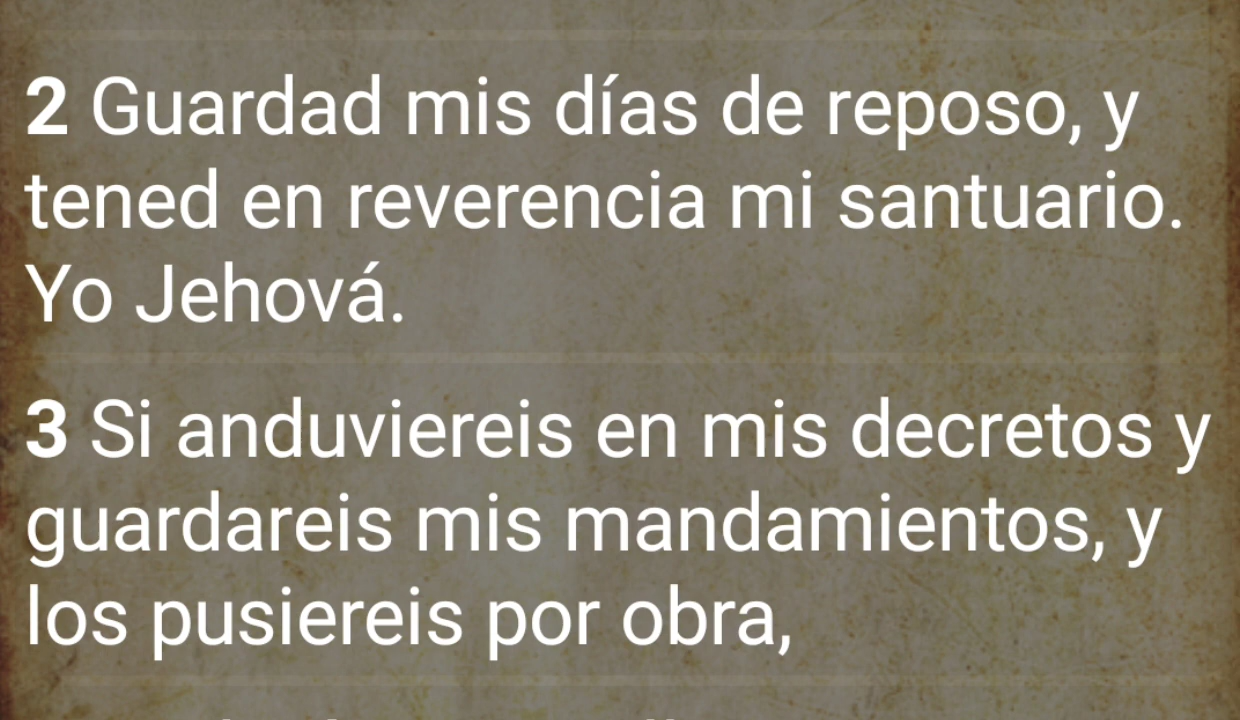 2 Guardad mis días de reposo, y
tened en reverencia mi santuario.
Yo Jehová.
3 Si anduviereis en mis decretos y
guardareis mis mandamientos, y
los pusiereis por obra,